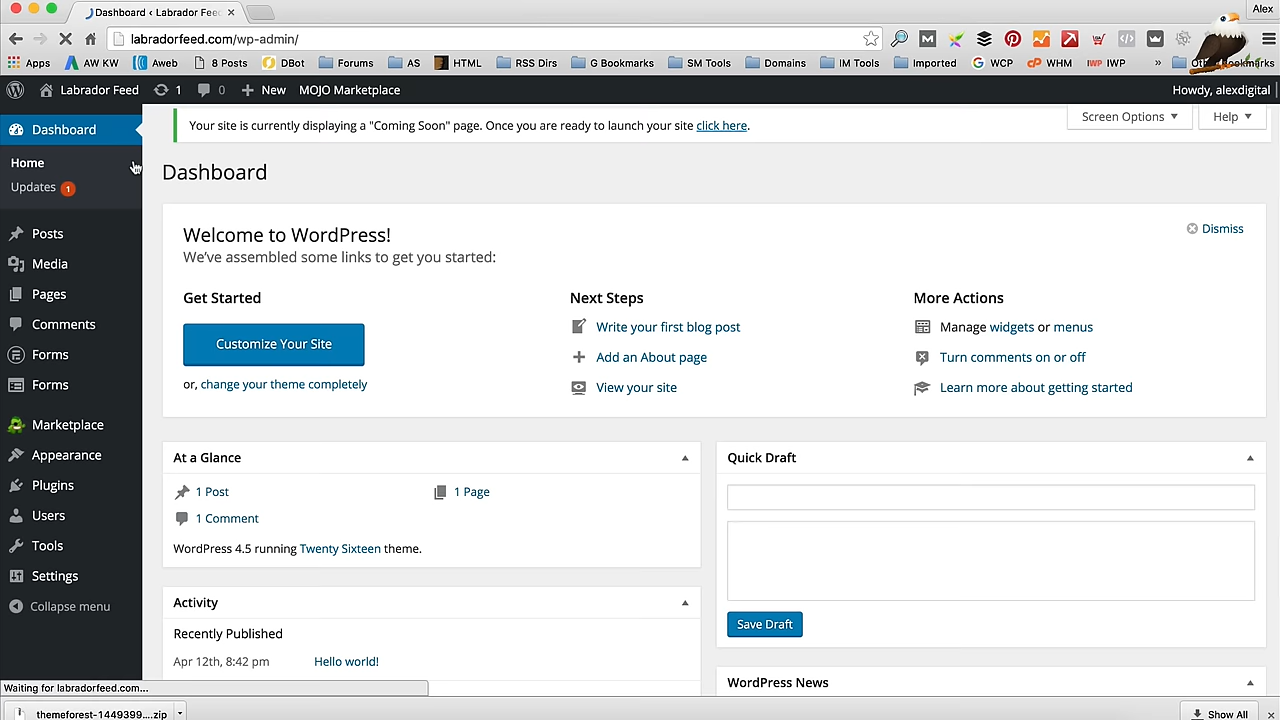 Dashboard ‹ Labrador Fee
Alex
labradorfeed.com/wp-admin/
Apps AW KW Aweb 8 Posts DBot Forums AS HTML RSS Dirs G Bookmarks SM Tools Domains IM Tools Imported WCP WHM IWP IWP » Other Bookmarks
Labrador Feed 1 0 New MOJO Marketplace Howdy, alexdigital
Dashboard
Home
Updates 1
Posts
Media
Pages
Comments
Forms
Forms
Marketplace
Appearance
Plugins
Users
Tools
Settings
Collapse menu
Your site is currently displaying a "Coming Soon" page. Once you are ready to launch your site click here.
Screen Options ▼ Help ▼
Dashboard
Welcome to WordPress!
Dismiss
We've assembled some links to get you started:
Get Started
Customize Your Site
or, change your theme completely
Next Steps
Write your first blog post
Add an About page
View your site
More Actions
Manage widgets or menus
Turn comments on or off
Learn more about getting started
At a Glance
1 Post 1 Page
1 Comment
WordPress 4.5 running Twenty Sixteen theme.
Activity
Recently Published
Apr 12th, 8:42 pm Hello world!
Quick Draft
Save Draft
WordPress News
Waiting for labradorfeed.com...
themeforest-1449399....zip
Show All